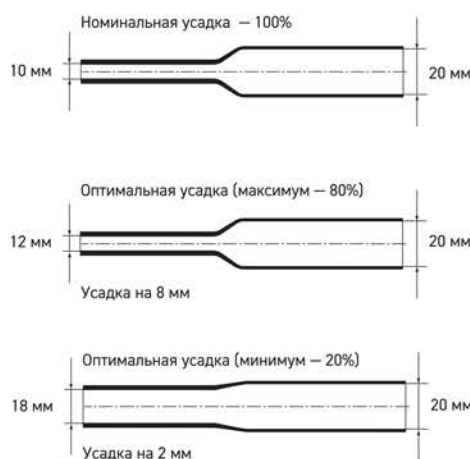 Номинальная усадка – 100%
10 мм
20 мм
Оптимальная усадка (максимум – 80%)
12 мм
20 мм
Усадка на 8 мм
Оптимальная усадка (минимум – 20%)
18 мм
20 мм
Усадка на 2 мм